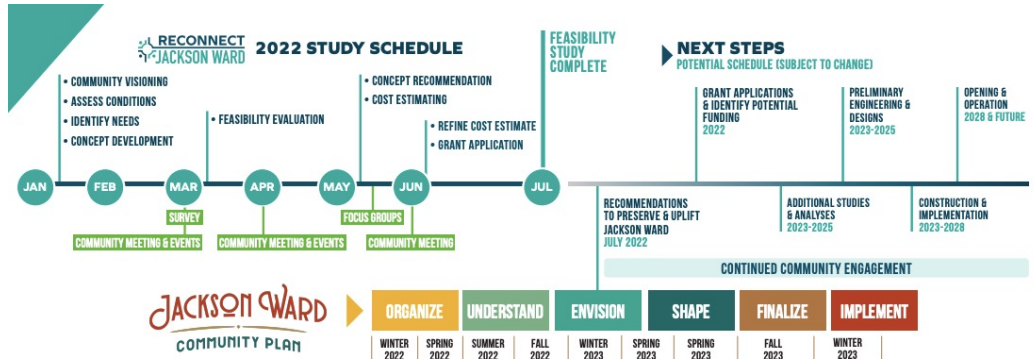 RECONNECT
JACKSON WARD
2022 STUDY SCHEDULE
• COMMUNITY VISIONING
• ASSESS CONDITIONS
• IDENTIFY NEEDS
• CONCEPT DEVELOPMENT
• FEASIBILITY EVALUATION
• CONCEPT RECOMMENDATION
• COST ESTIMATING
• REFINE COST ESTIMATE
• GRANT APPLICATION
FEASIBILITY
STUDY
COMPLETE
NEXT STEPS
POTENTIAL SCHEDULE (SUBJECT TO CHANGE)
GRANT APPLICATIONS
& IDENTIFY POTENTIAL
FUNDING
2022
PRELIMINARY
ENGINEERING &
DESIGNS
2023-2025
OPENING &
OPERATION
2028 & FUTURE
JAN
FEB
MAR
APR
MAY
JUN
JUL
SURVEY
COMMUNITY MEETING & EVENTS
COMMUNITY MEETING & EVENTS
FOCUS GROUPS
COMMUNITY MEETING
RECOMMENDATIONS
TO PRESERVE & UPLIFT
JACKSON WARD
JULY 2022
ADDITIONAL STUDIES
& ANALYSES
2023-2025
CONSTRUCTION &
IMPLEMENTATION
2023-2028
CONTINUED COMMUNITY ENGAGEMENT
JACKSON WARD
COMMUNITY PLAN
ORGANIZE
UNDERSTAND
ENVISION
SHAPE
FINALIZE
IMPLEMENT
WINTER
2022
SPRING
2022
SUMMER
2022
FALL
2022
WINTER
2023
SPRING
2023
SPRING
2023
FALL
2023
WINTER
2023